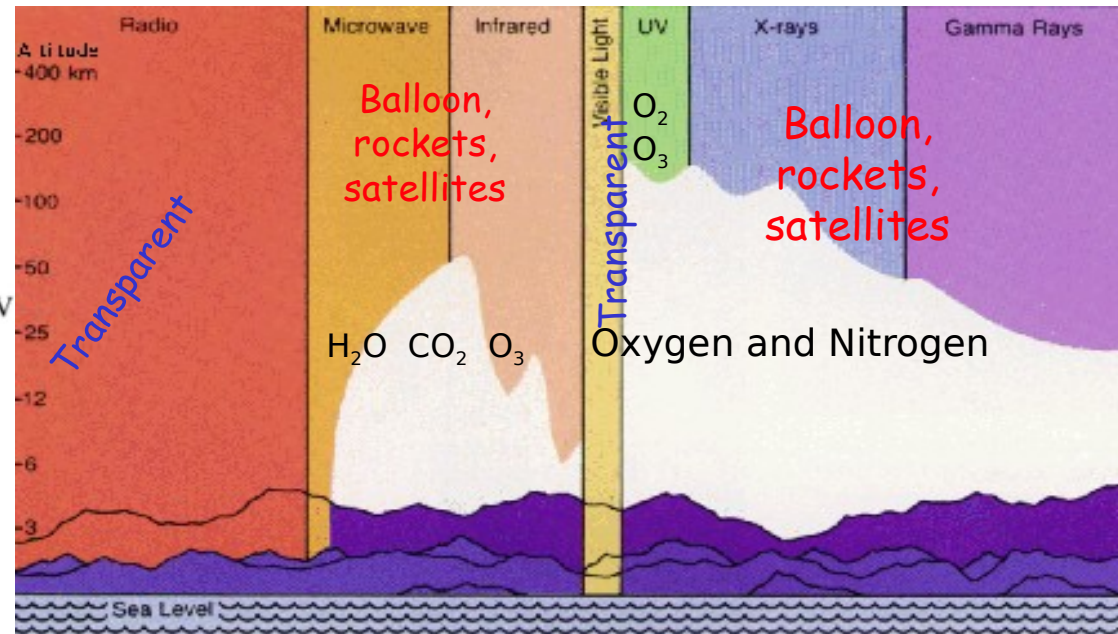 Radio
Microwave
Infrared
Visible Light
UV
X-rays
Gamma Rays
Altitude
400 km
200
100
50
25
12
6
3
Balloon,
rockets,
satellites
O₂
O₃
Balloon,
rockets,
satellites
Transparent
Transparent
V
H₂O CO₂ O₃
Oxygen and Nitrogen
Sea Level